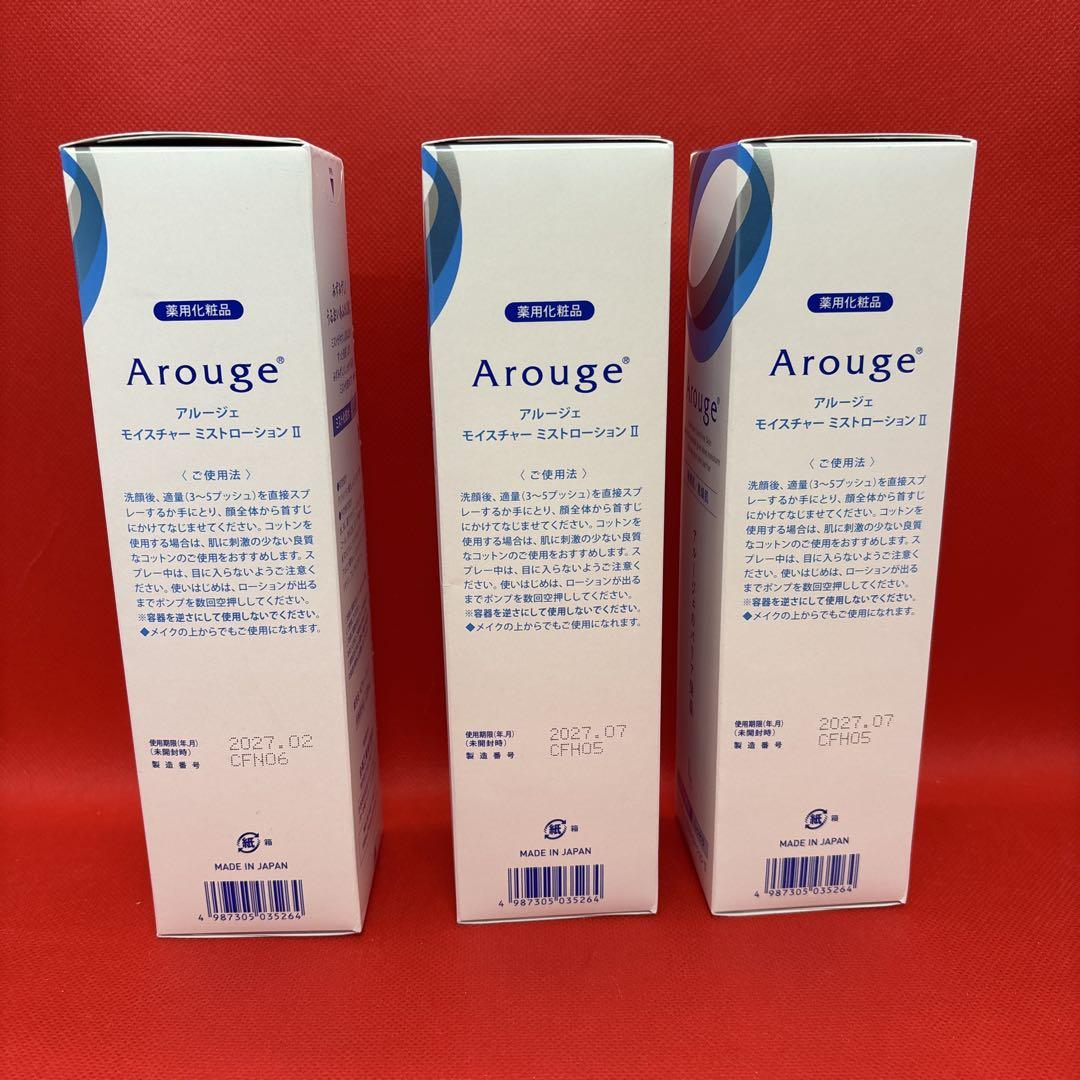 薬用化粧品
Arouge®
アルージェ
モイスチャー ミストローション II
〈 ご使用法 〉
洗顔後、適量(3〜5プッシュ)を直接スプ
レーするか手にとり、顔全体から首すじ
にかけてなじませてください。コットンを
使用する場合は、肌に刺激の少ない良質
なコットンのご使用をおすすめします。ス
プレー中は、目に入らないようご注意く
ださい。使いはじめは、ローションが出る
までポンプを数回空押ししてください。
※容器を逆さにして使用しないでください。
◆メイクの上からでもご使用になれます。
使用期限(年.月)
(未開封時)
2027.02
製造番号
CFN06
紙 箱
MADE IN JAPAN
4 987305 035264
薬用化粧品
Arouge®
アルージェ
モイスチャー ミストローション II
〈 ご使用法 〉
洗顔後、適量(3〜5プッシュ)を直接スプ
レーするか手にとり、顔全体から首すじ
にかけてなじませてください。コットンを
使用する場合は、肌に刺激の少ない良質
なコットンのご使用をおすすめします。ス
プレー中は、目に入らないようご注意く
ださい。使いはじめは、ローションが出る
までポンプを数回空押ししてください。
※容器を逆さにして使用しないでください。
◆メイクの上からでもご使用になれます。
使用期限(年.月)
(未開封時)
2027.07
製造番号
CFH05
紙 箱
MADE IN JAPAN
4 987305 035264
薬用化粧品
Arouge®
アルージェ
モイスチャー ミストローション II
〈 ご使用法 〉
洗顔後、適量(3〜5プッシュ)を直接スプ
レーするか手にとり、顔全体から首すじ
にかけてなじませてください。コットンを
使用する場合は、肌に刺激の少ない良質
なコットンのご使用をおすすめします。ス
プレー中は、目に入らないようご注意く
ださい。使いはじめは、ローションが出る
までポンプを数回空押ししてください。
※容器を逆さにして使用しないでください。
◆メイクの上からでもご使用になれます。
使用期限(年.月)
(未開封時)
2027.07
製造番号
CFH05
紙 箱
MADE IN JAPAN
4 987305 035264